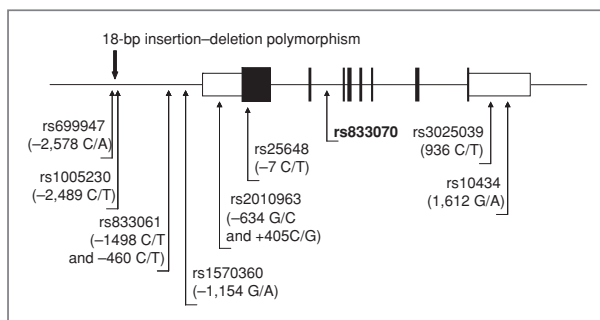 18-bp insertion–deletion polymorphism
rs699947
(–2,578 C/A)
rs1005230
(–2,489 C/T)
rs833061
(–1498 C/T
and –460 C/T)
rs1570360
(–1,154 G/A)
rs2010963
(–634 G/C
and +405C/G)
rs25648
(–7 C/T)
rs833070
rs3025039
(936 C/T)
rs10434
(1,612 G/A)